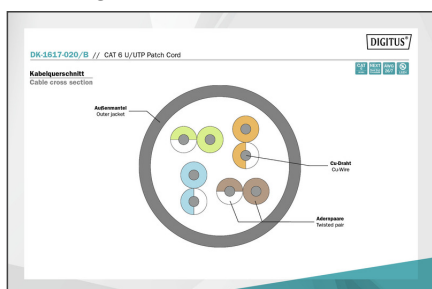 DIGITUS®
DK-1617-020/B // CAT 6 U/UTP Patch Cord
Kabelquerschnitt
Cable cross section
Außenmantel
Outer jacket
Cu-Draht
Cu-Wire
Adernpaare
Twisted pair